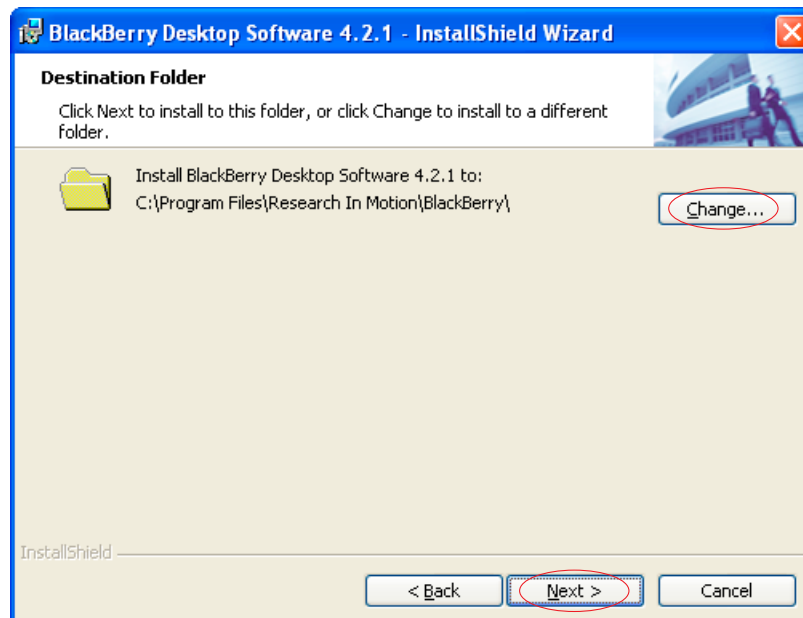 BlackBerry Desktop Software 4.2.1 - InstallShield Wizard
Destination Folder
Click Next to install to this folder, or click Change to install to a different
folder.
Install BlackBerry Desktop Software 4.2.1 to:
C:\Program Files\Research In Motion\BlackBerry\
Change...
InstallShield
< Back
Next >
Cancel